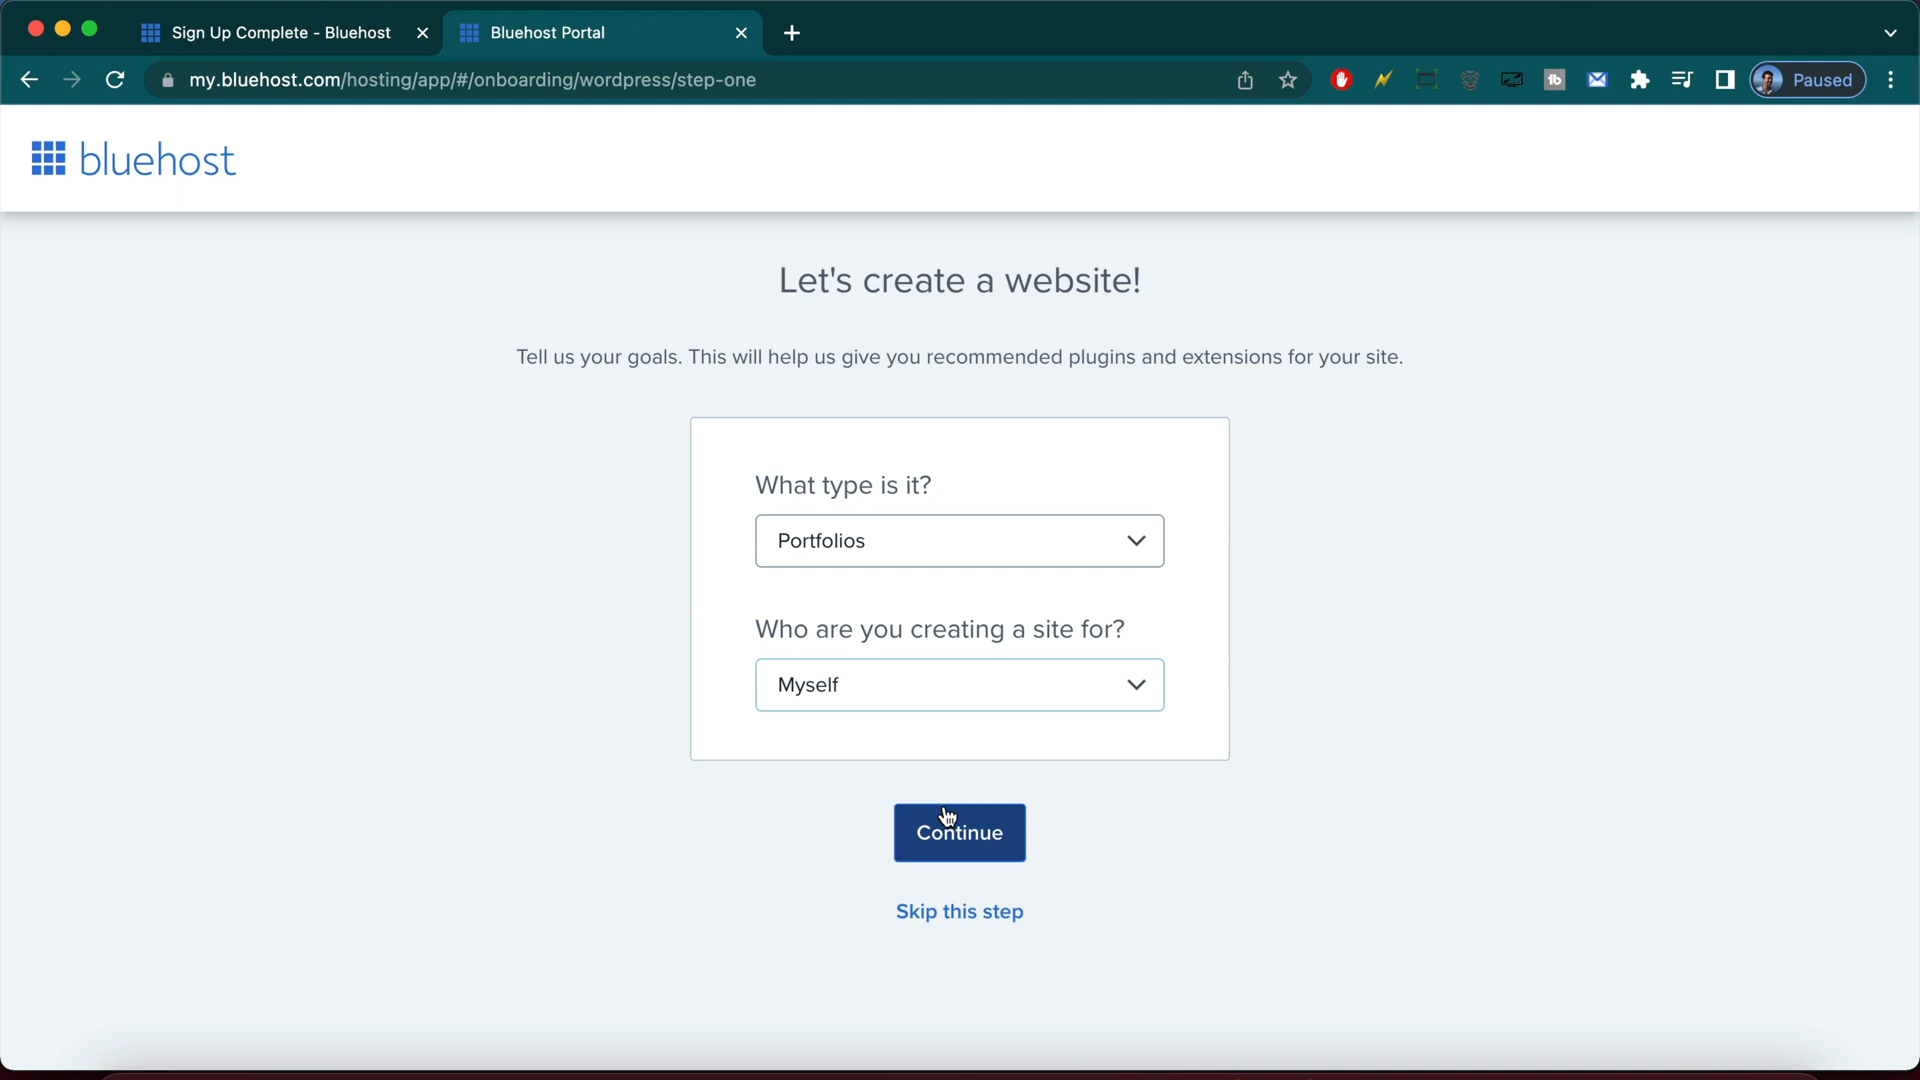 Sign Up Complete - Bluehost
Bluehost Portal
my.bluehost.com/hosting/app/#/onboarding/wordpress/step-one
tb
Paused
bluehost
Let's create a website!
Tell us your goals. This will help us give you recommended plugins and extensions for your site.
What type is it?
Portfolios
Who are you creating a site for?
Myself
Continue
Skip this step